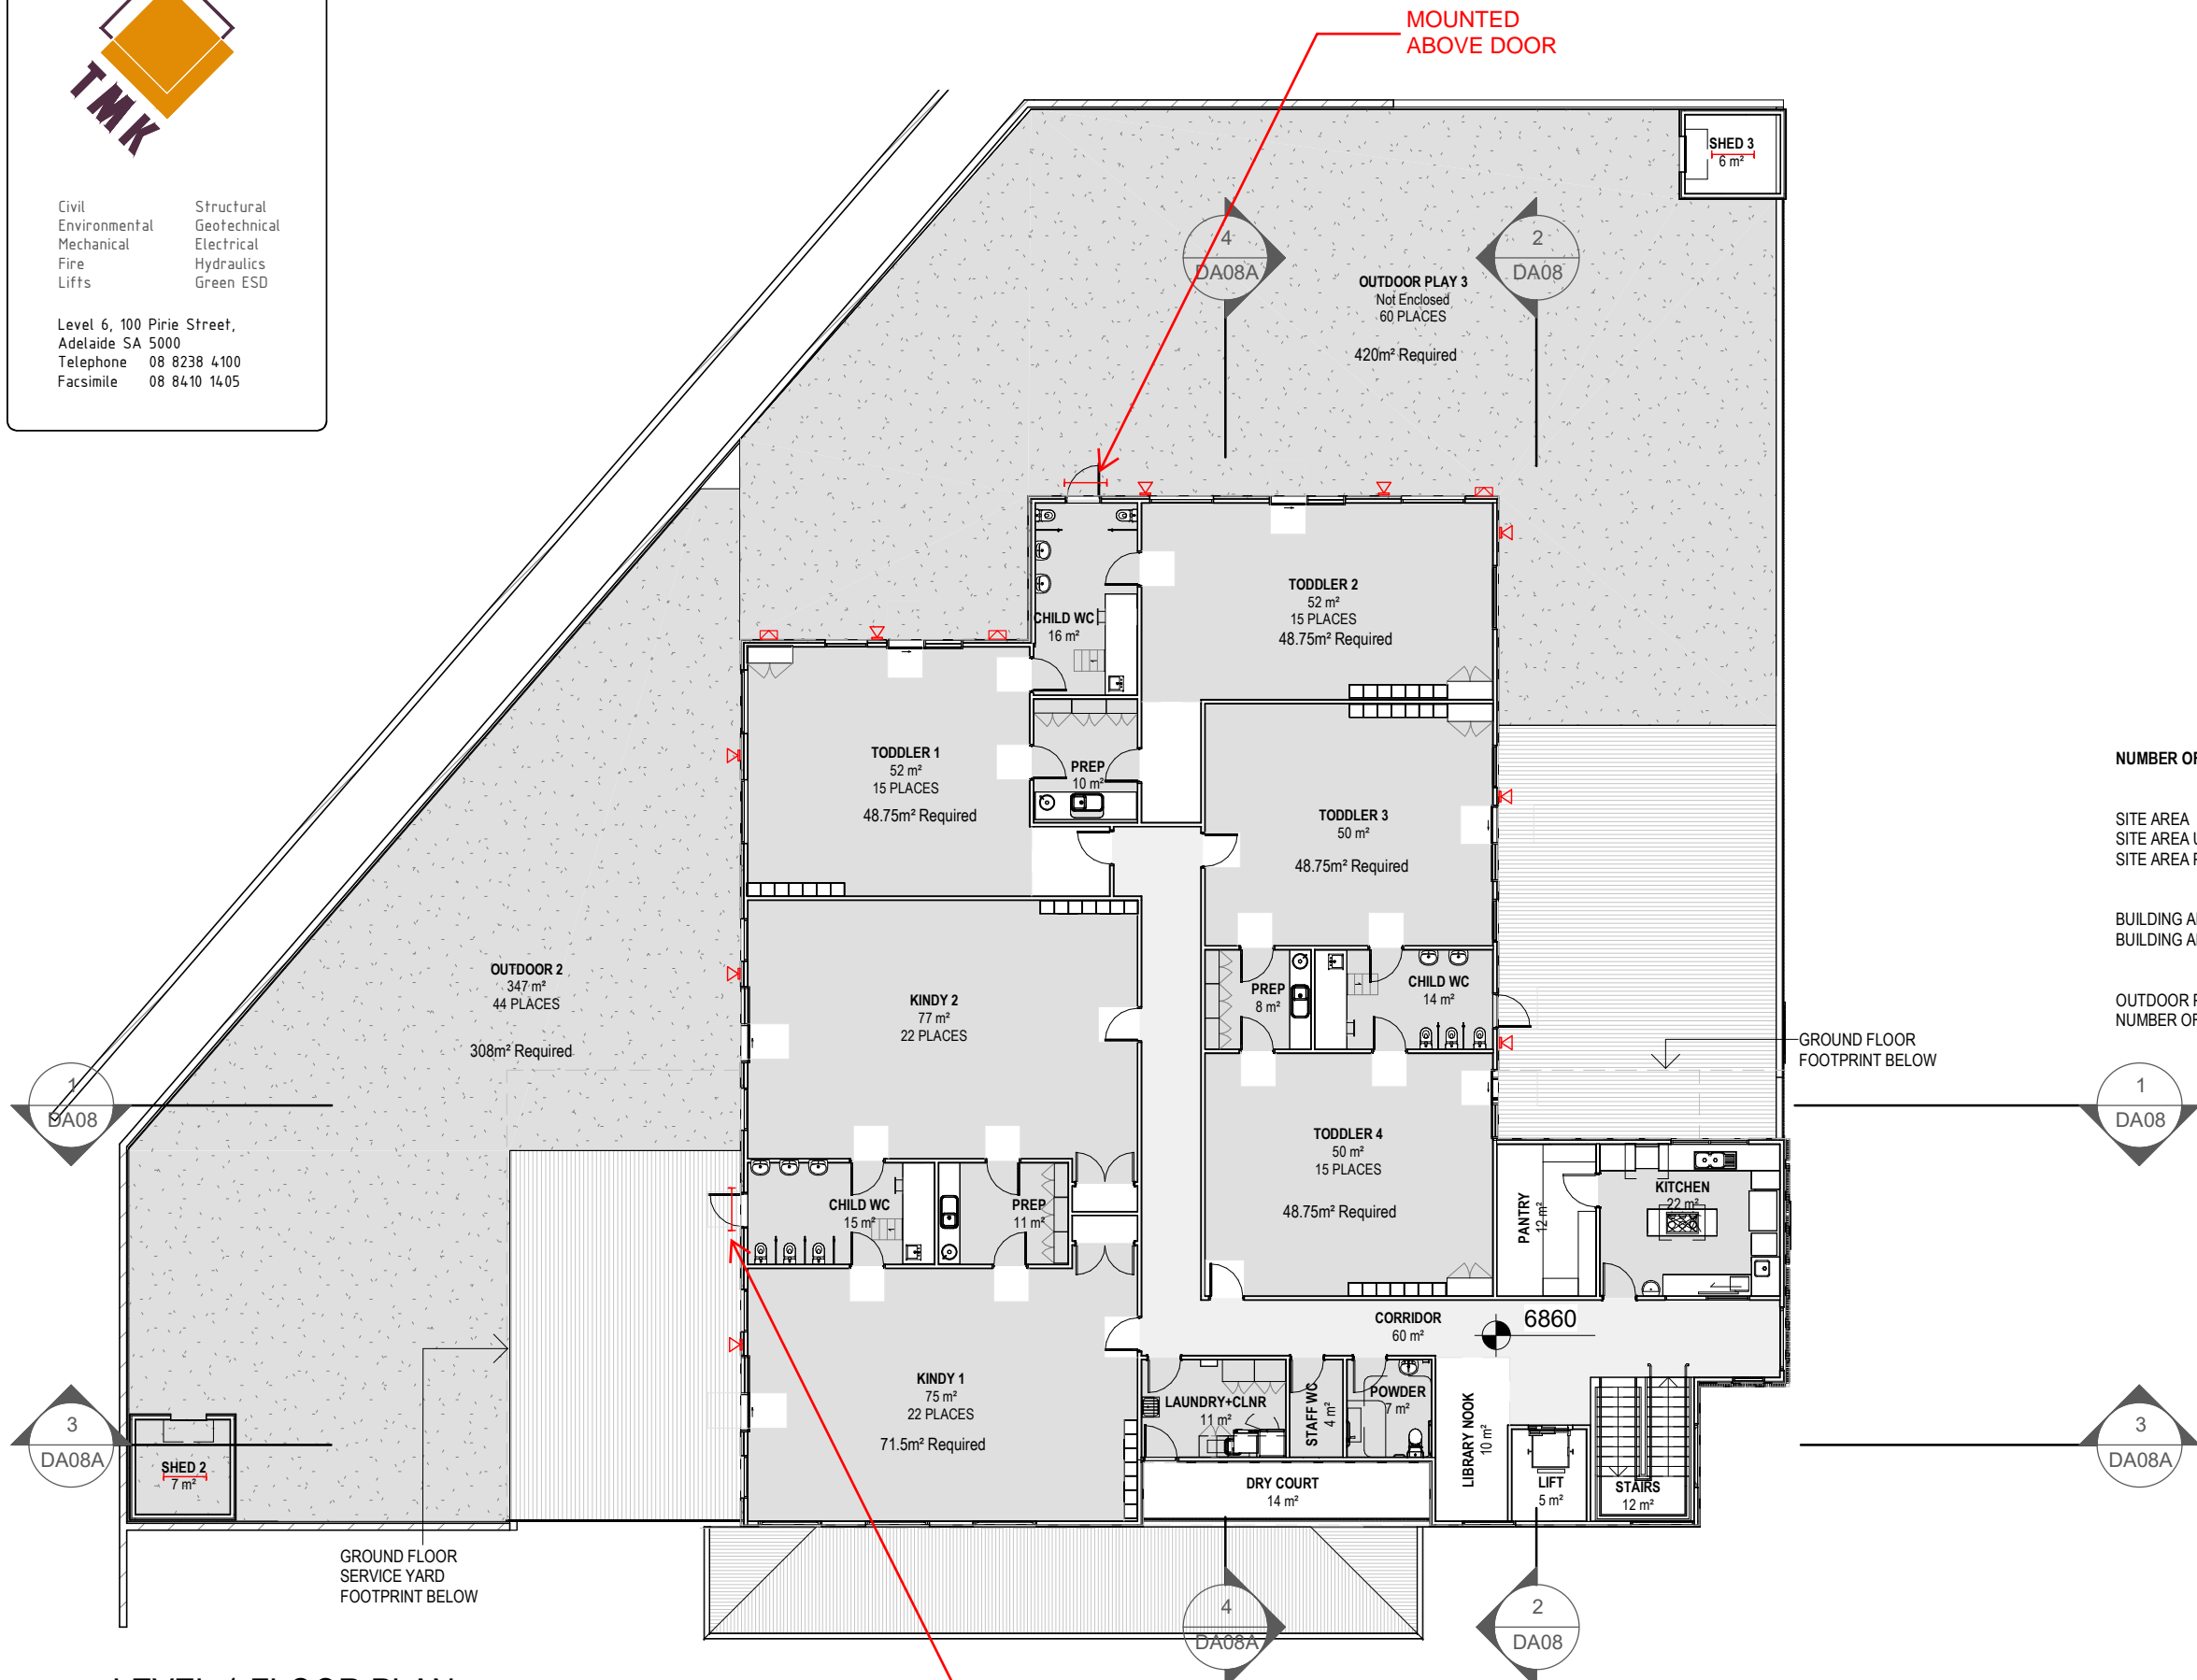 MOUNTED
ABOVE DOOR
TMK
Civil Structural
Environmental Geotechnical
Mechanical Electrical
Fire Hydraulics
Lifts Green ESD
Level 6, 100 Pirie Street,
Adelaide SA 5000
Telephone 08 8238 4100
Facsimile 08 8410 1405
SHED 3
6 m²
4
DA08A
2
DA08
OUTDOOR PLAY 3
Not Enclosed
60 PLACES
420m² Required
TODDLER 2
52 m²
15 PLACES
48.75m² Required
CHILD WC
16 m²
TODDLER 1
52 m²
15 PLACES
48.75m² Required
PREP
10 m²
TODDLER 3
50 m²
48.75m² Required
NUMBER OF
SITE AREA
SITE AREA
SITE AREA
BUILDING
BUILDING
OUTDOOR
NUMBER OF
OUTDOOR 2
347 m²
44 PLACES
308m² Required
KINDY 2
77 m²
22 PLACES
PREP
8 m²
CHILD WC
14 m²
GROUND FLOOR
FOOTPRINT BELOW
1
DA08
1
DA08
TODDLER 4
50 m²
15 PLACES
48.75m² Required
CHILD WC
15 m²
PREP
11 m²
PANTRY
12 m²
KITCHEN
22 m²
CORRIDOR
60 m²
6860
KINDY 1
75 m²
22 PLACES
71.5m² Required
LAUNDRY+CLNR
11 m²
STAFF WC
4 m²
POWDER
7 m²
LIBRARY NOOK
10 m²
3
DA08A
3
DA08A
SHED 2
7 m²
DRY COURT
14 m²
LIFT
5 m²
STAIRS
12 m²
GROUND FLOOR
SERVICE YARD
FOOTPRINT BELOW
4
DA08A
2
DA08
LEVEL 1 FLOOR PLAN